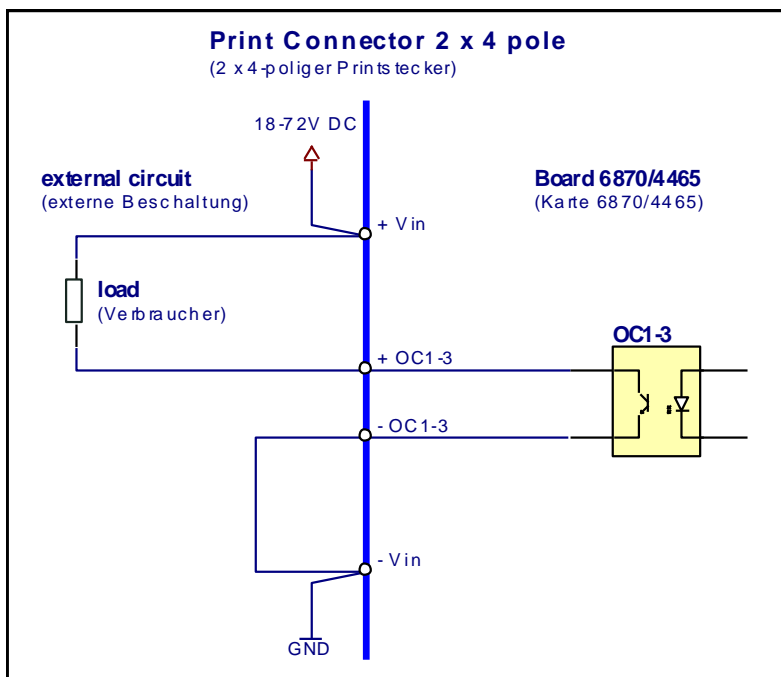 Print Connector 2 x 4 pole
(2 x 4-poliger Printstecker)
18-72V DC
external circuit
(externe Beschaltung)
Board 6870/4465
(Karte 6870/4465)
+ Vin
load
(Verbraucher)
OC1-3
+ OC1-3
- OC1-3
- Vin
GND